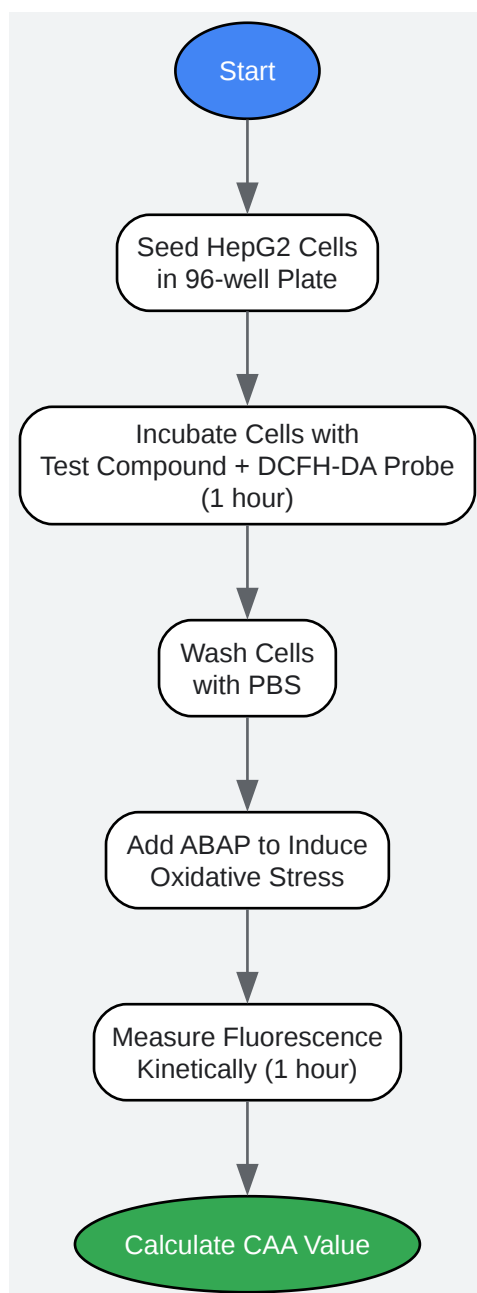 Start
Seed HepG2 Cells
in 96-well Plate
Incubate Cells with
Test Compound + DCFH-DA Probe
(1 hour)
Wash Cells
with PBS
Add ABAP to Induce
Oxidative Stress
Measure Fluorescence
Kinetically (1 hour)
Calculate CAA Value